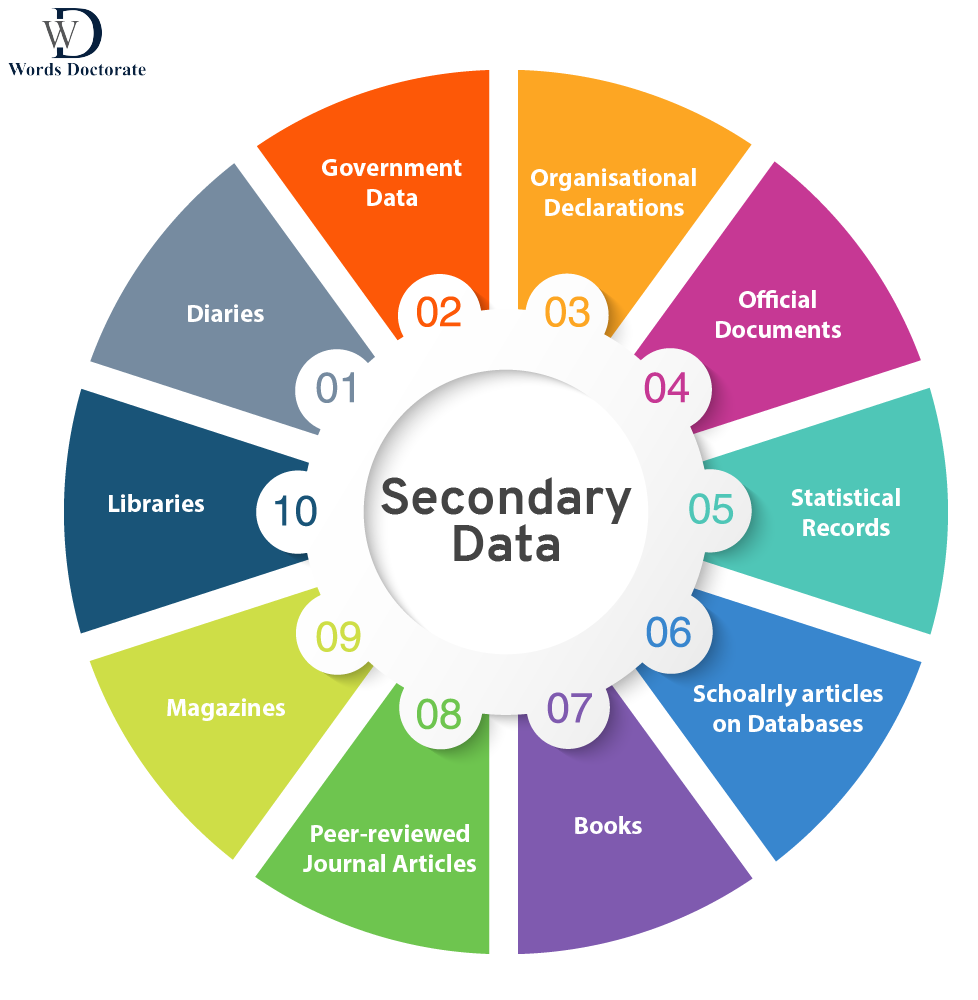 WD
Words Doctorate
Government
Data
02
Organisational
Declarations
03
Official
Documents
04
Statistical
Records
05
Schoalrly articles
on Databases
06
Books
07
Peer-reviewed
Journal Articles
08
Magazines
09
Libraries
10
Diaries
01
Secondary
Data